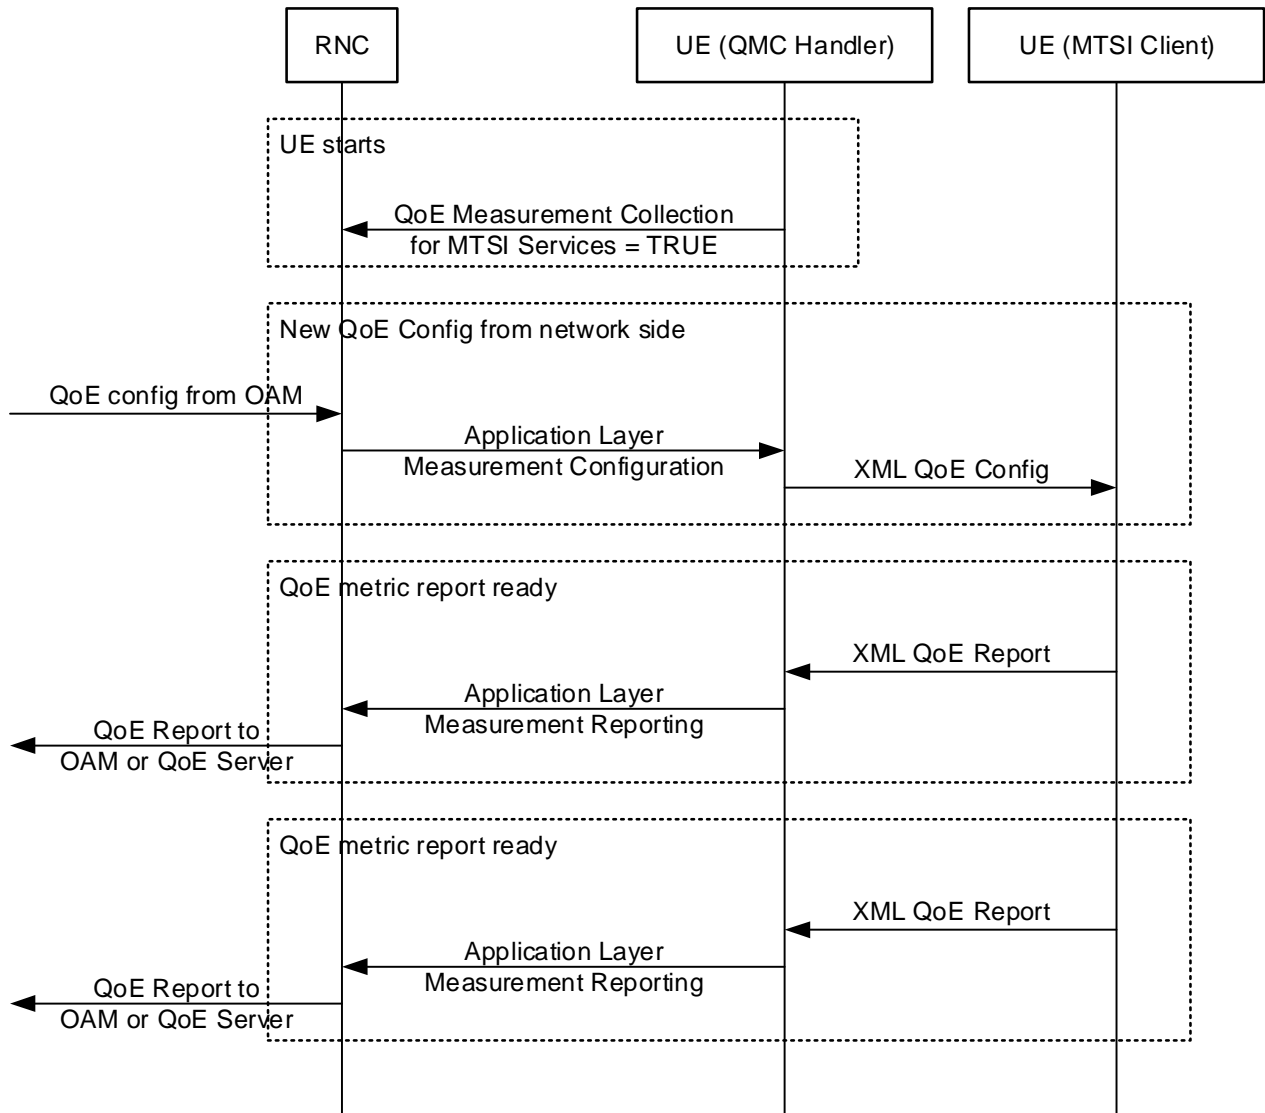 RNC
UE (QMC Handler)
UE (MTSI Client)
UE starts
QoE Measurement Collection
for MTSI Services = TRUE
New QoE Config from network side
QoE config from OAM
Application Layer
Measurement Configuration
XML QoE Config
QoE metric report ready
XML QoE Report
Application Layer
Measurement Reporting
QoE Report to
OAM or QoE Server
QoE metric report ready
XML QoE Report
Application Layer
Measurement Reporting
QoE Report to
OAM or QoE Server